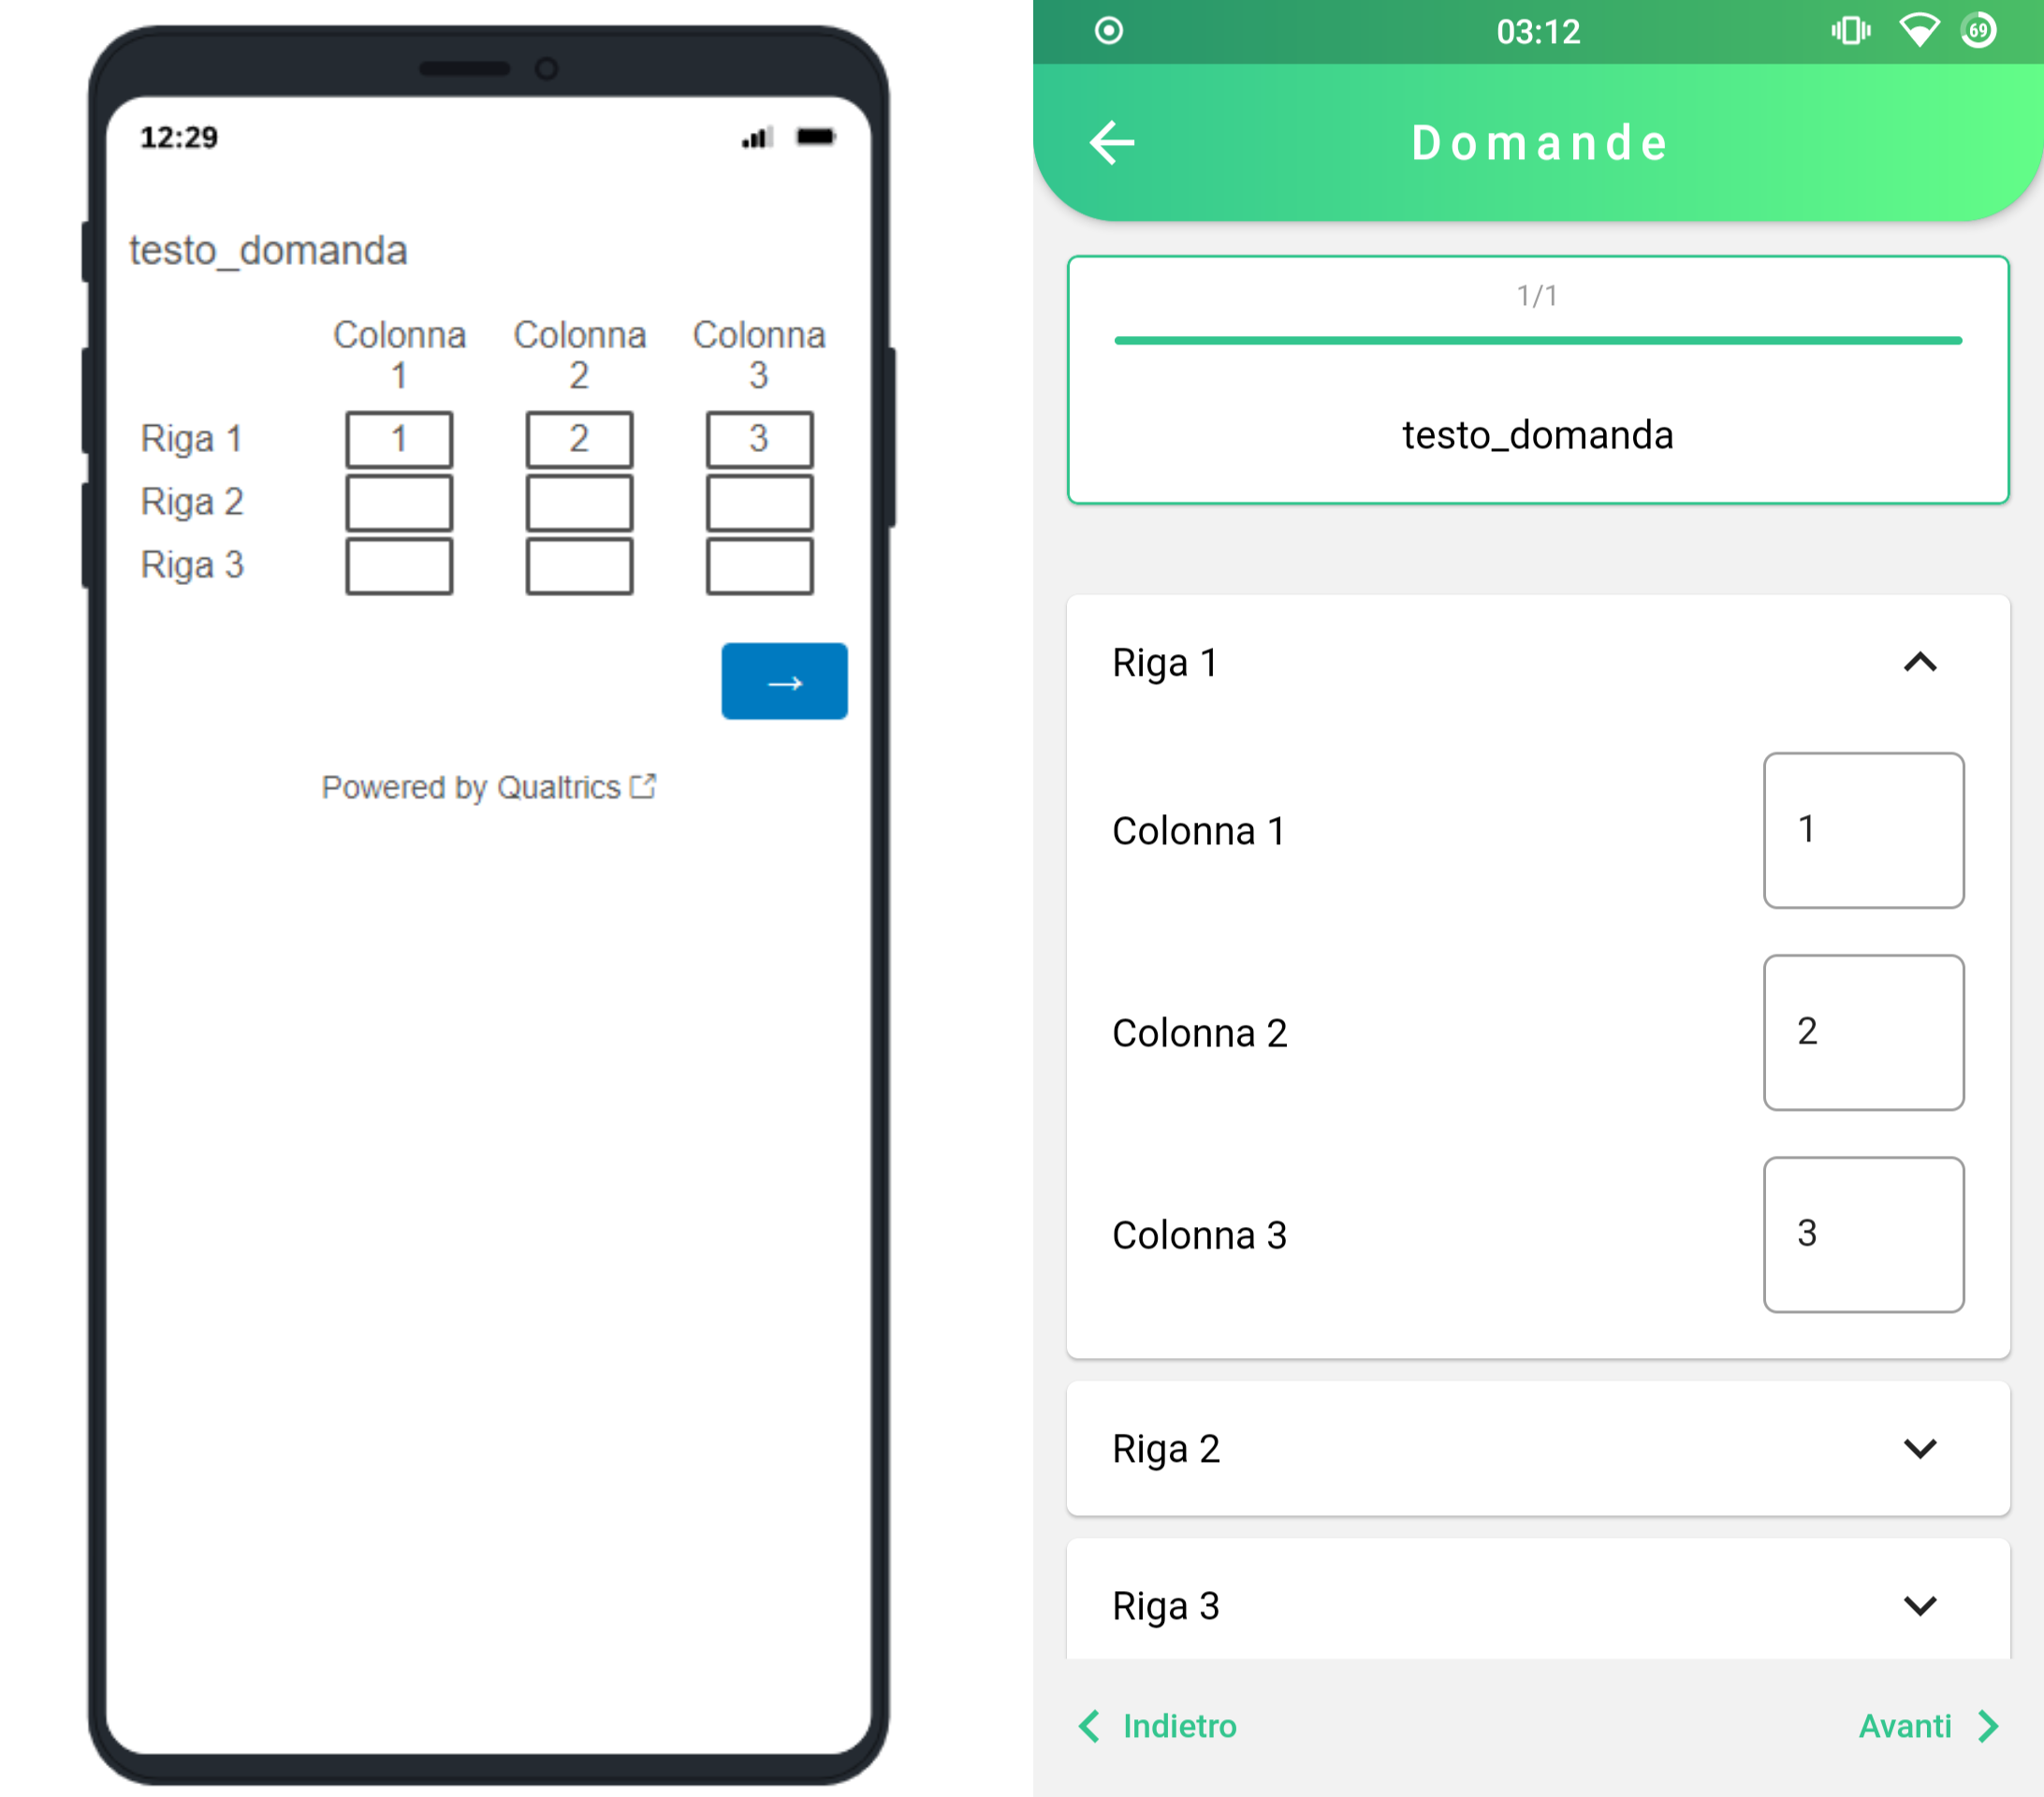 12:29
testo_domanda
Colonna 1 Colonna 2 Colonna 3
Riga 1 1 2 3
Riga 2
Riga 3
→
Powered by Qualtrics
03:12 69
Domande
1/1
testo_domanda
Riga 1
Colonna 1 1
Colonna 2 2
Colonna 3 3
Riga 2
Riga 3
Indietro Avanti